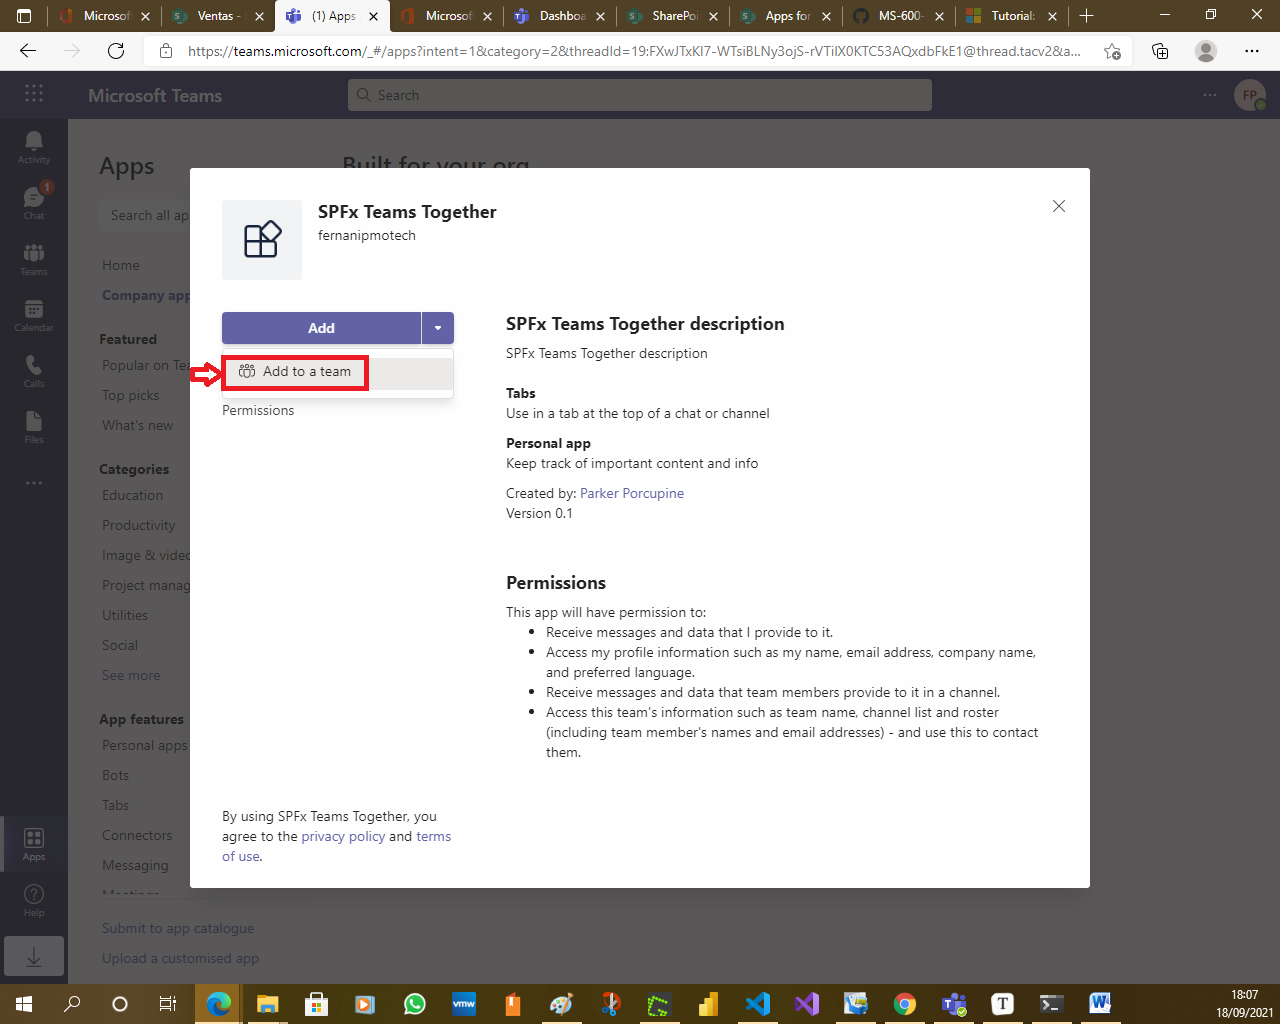 Microsof
Ventas -
(1) Apps
Microsof
Dashboa
SharePoi
Apps for
MS-600-
Tutorial:
https://teams.microsoft.com/_#/apps?intent=1&category=2&threadId=19:FXwJTxKI7-WTsiBLNy3ojS-rVTiIX0KTC53AQxdbFkE1@thread.tacv2&a...
Microsoft Teams
Search
FP
Activity
Chat
1
Teams
Calendar
Calls
Files
Apps
Help
Apps
Built for your org
Search all ap
Home
Company app
Featured
Popular on Tea
Top picks
What's new
Categories
Education
Productivity
Image & video
Project manag
Utilities
Social
See more
App features
Personal apps
Bots
Tabs
Connectors
Messaging
Meetings
Submit to app catalogue
Upload a customised app
SPFx Teams Together
fernanipmotech
Add
Add to a team
Permissions
SPFx Teams Together description
SPFx Teams Together description
Tabs
Use in a tab at the top of a chat or channel
Personal app
Keep track of important content and info
Created by: Parker Porcupine
Version 0.1
Permissions
This app will have permission to:
Receive messages and data that I provide to it.
Access my profile information such as my name, email address, company name,
and preferred language.
Receive messages and data that team members provide to it in a channel.
Access this team's information such as team name, channel list and roster
(including team member's names and email addresses) - and use this to contact
them.
By using SPFx Teams Together, you
agree to the privacy policy and terms
of use.
vmw
18:07
18/09/2021